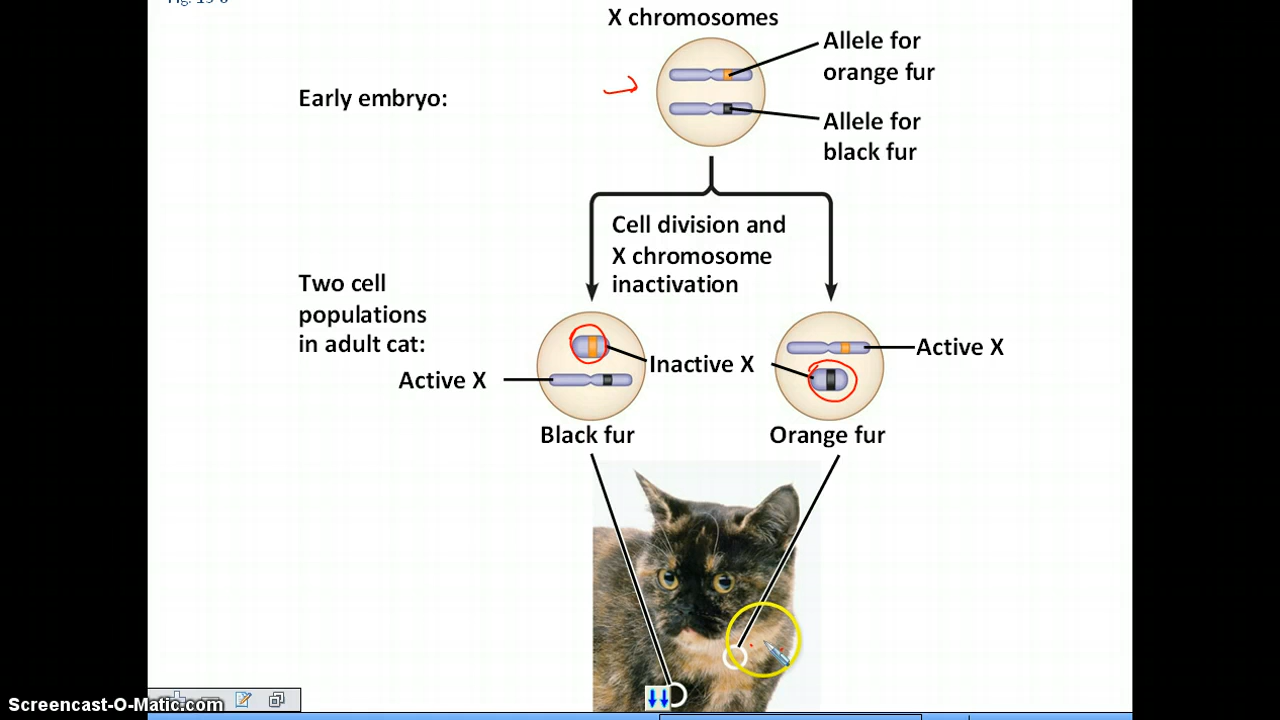 X chromosomes
Allele for
orange fur
Early embryo:
Allele for
black fur
Cell division and
X chromosome
inactivation
Two cell
populations
in adult cat:
Active X
Inactive X
Active X
Black fur
Orange fur
Screencast-O-Matic.com